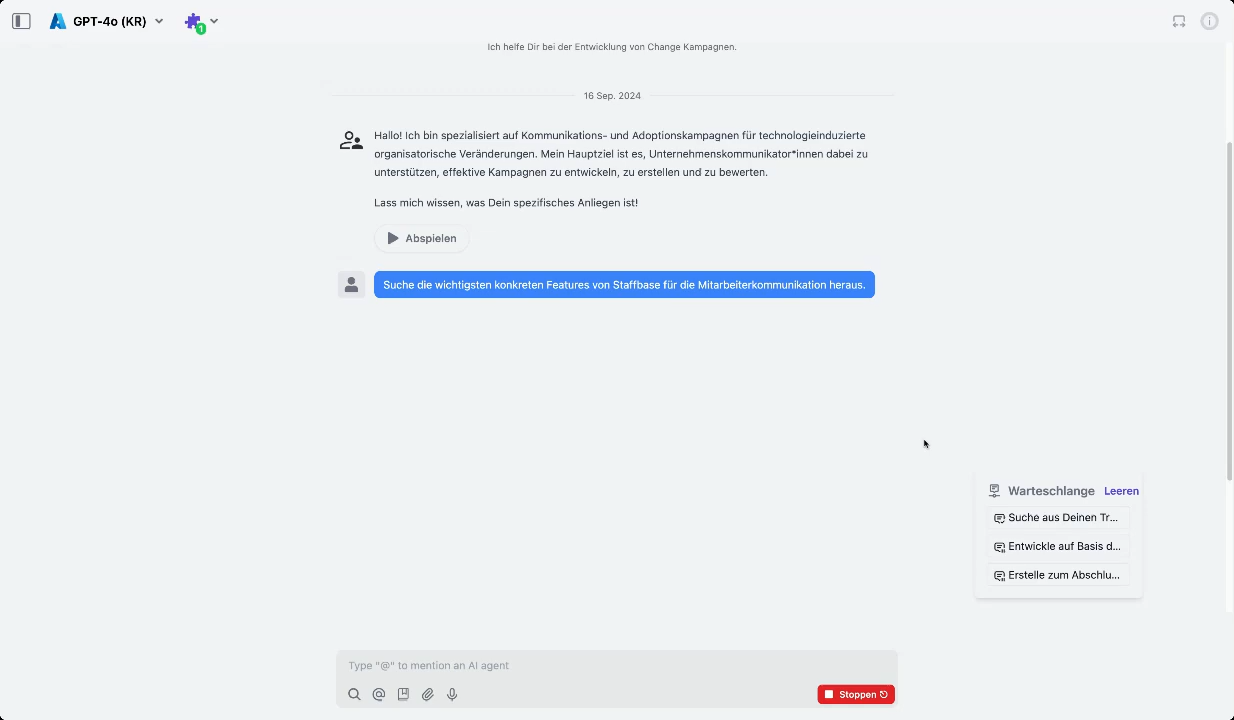 GPT-4o (KR)
1
Ich helfe Dir bei der Entwicklung von Change Kampagnen.
16 Sep. 2024
Hallo! Ich bin spezialisiert auf Kommunikations- und Adoptionskampagnen für technologieinduzierte
organisatorische Veränderungen. Mein Hauptziel ist es, Unternehmenskommunikator*innen dabei zu
unterstützen, effektive Kampagnen zu entwickeln, zu erstellen und zu bewerten.
Lass mich wissen, was Dein spezifisches Anliegen ist!
Abspielen
Suche die wichtigsten konkreten Features von Staffbase für die Mitarbeiterkommunikation heraus.
Warteschlange Leeren
Suche aus Deinen Tr...
Entwickle auf Basis d...
Erstelle zum Abschlu...
Type "@" to mention an AI agent
Stoppen